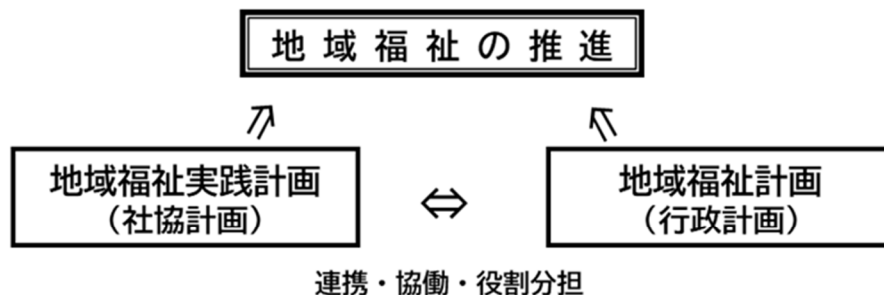 地域福祉の推進
地域福祉実践計画
（社協計画）
地域福祉計画
（行政計画）
連携・協働・役割分担